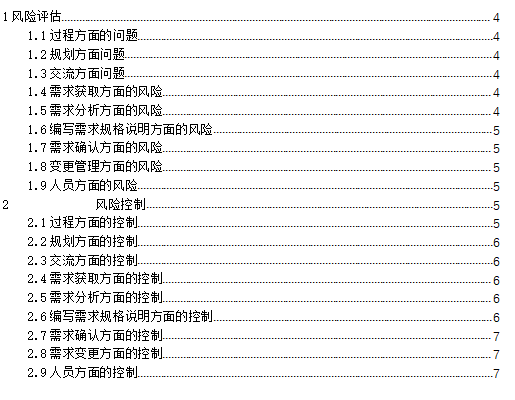 1风险评估 4
1.1过程方面的问题 4
1.2规划方面问题 4
1.3交流方面问题 4
1.4需求获取方面的风险 4
1.5需求分析方面的风险 4
1.6编写需求规格说明方面的风险 5
1.7需求确认方面的风险 5
1.8变更管理方面的风险 5
1.9人员方面的风险 5
2 风险控制 5
2.1过程方面的控制 5
2.2规划方面的控制 6
2.3交流方面的控制 6
2.4需求获取方面的控制 6
2.5需求分析方面的控制 6
2.6编写需求规格说明方面的控制 6
2.7需求确认方面的控制 7
2.8需求变更方面的控制 7
2.9人员方面的控制 7